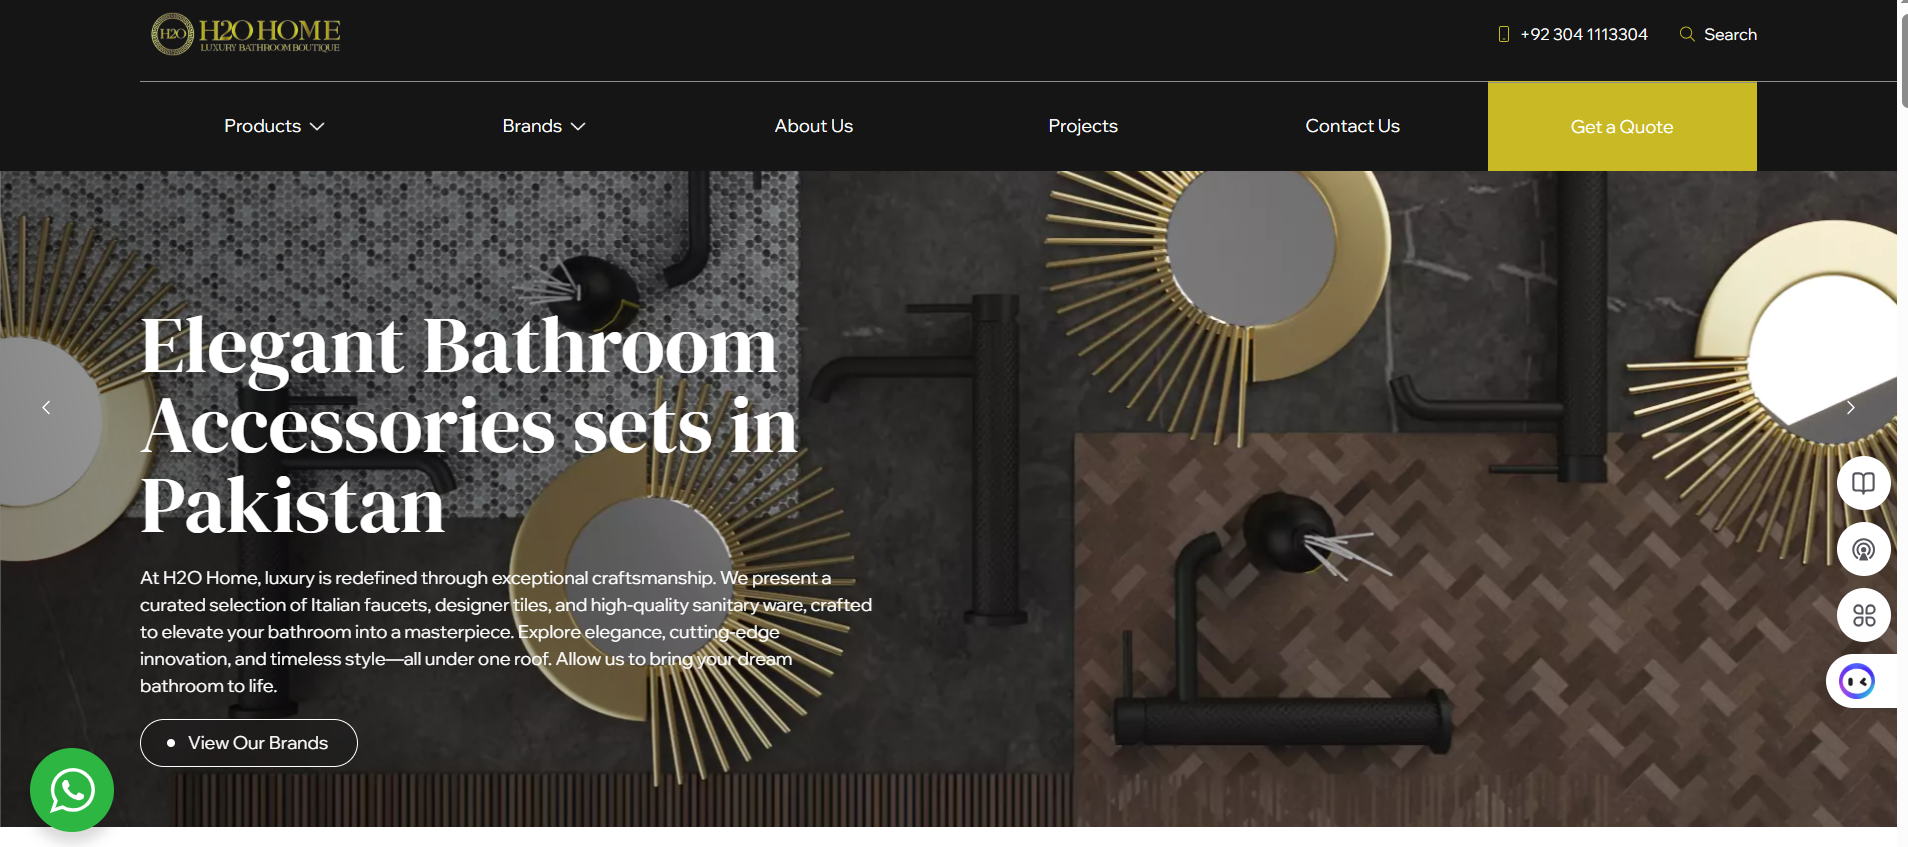 H2O
H2O HOME
LUXURY BATHROOM BOUTIQUE
+92 304 1113304
Search
Products
Brands
About Us
Projects
Contact Us
Get a Quote
Elegant Bathroom
Accessories sets in
Pakistan
At H2O Home, luxury is redefined through exceptional craftsmanship. We present a
curated selection of Italian faucets, designer tiles, and high-quality sanitary ware, crafted
to elevate your bathroom into a masterpiece. Explore elegance, cutting-edge
innovation, and timeless style—all under one roof. Allow us to bring your dream
bathroom to life.
View Our Brands